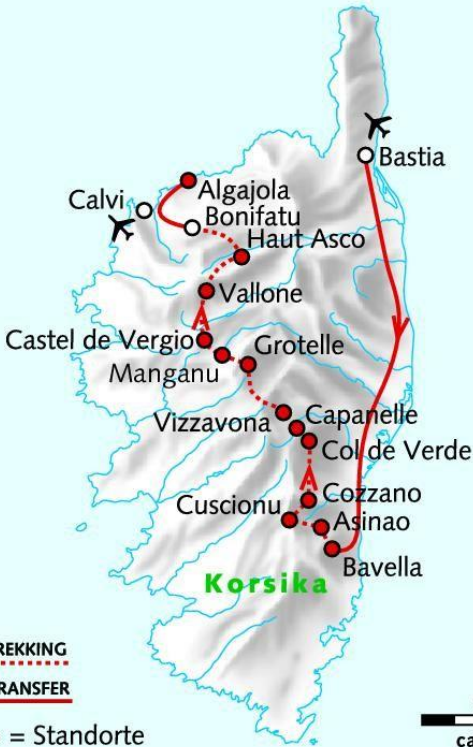 Bastia
Algajola
Calvi
Bonifatu
Haut Asco
Vallone
Castel de Vergio
Grotelle
Manganu
Capanelle
Vizzavona
Col de Verde
Cozzano
Cuscionu
Asinao
Bavella
Korsika
REKKING
RANSFER
= Standorte
ca